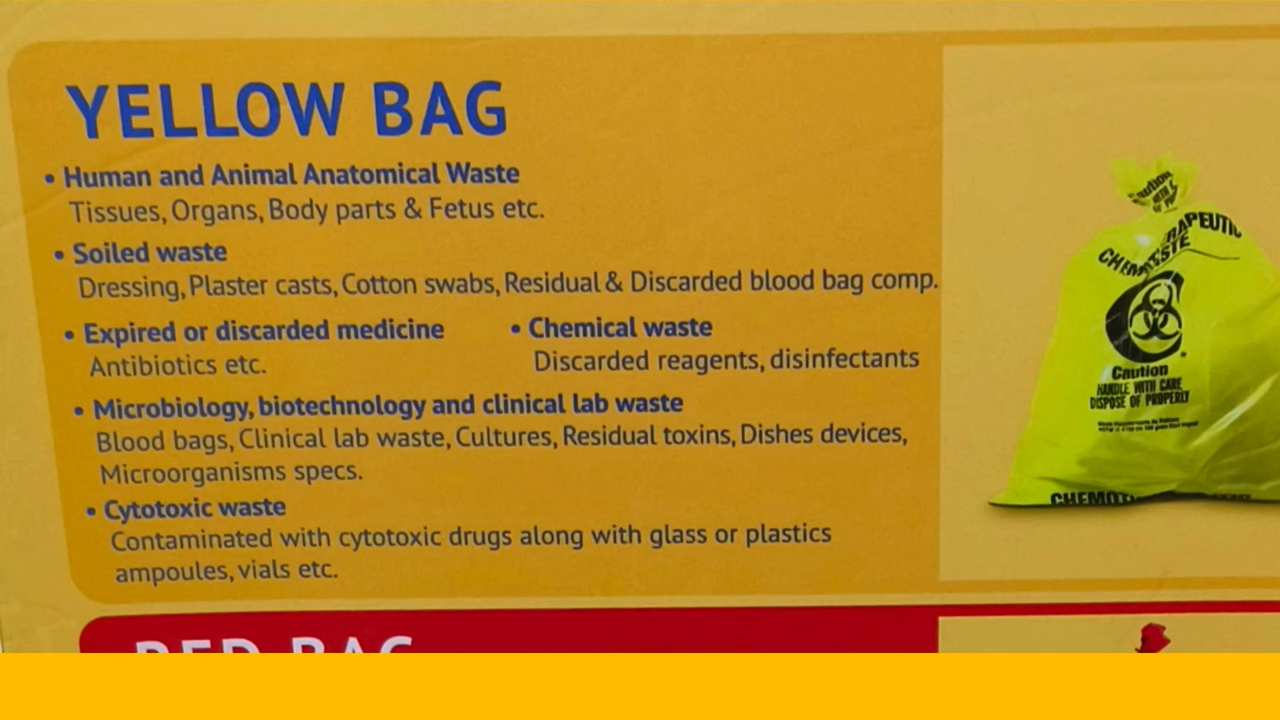 YELLOW BAG
• Human and Animal Anatomical Waste
Tissues, Organs, Body parts & Fetus etc.
• Soiled waste
Dressing, Plaster casts, Cotton swabs, Residual & Discarded blood bag comp.
• Expired or discarded medicine
Antibiotics etc.
• Chemical waste
Discarded reagents, disinfectants
• Microbiology, biotechnology and clinical lab waste
Blood bags, Clinical lab waste, Cultures, Residual toxins, Dishes devices,
Microorganisms specs.
• Cytotoxic waste
Contaminated with cytotoxic drugs along with glass or plastics
ampoules, vials etc.
Caution
HANDLE WITH CARE
DISPOSE OF PROPERLY
RED BAG